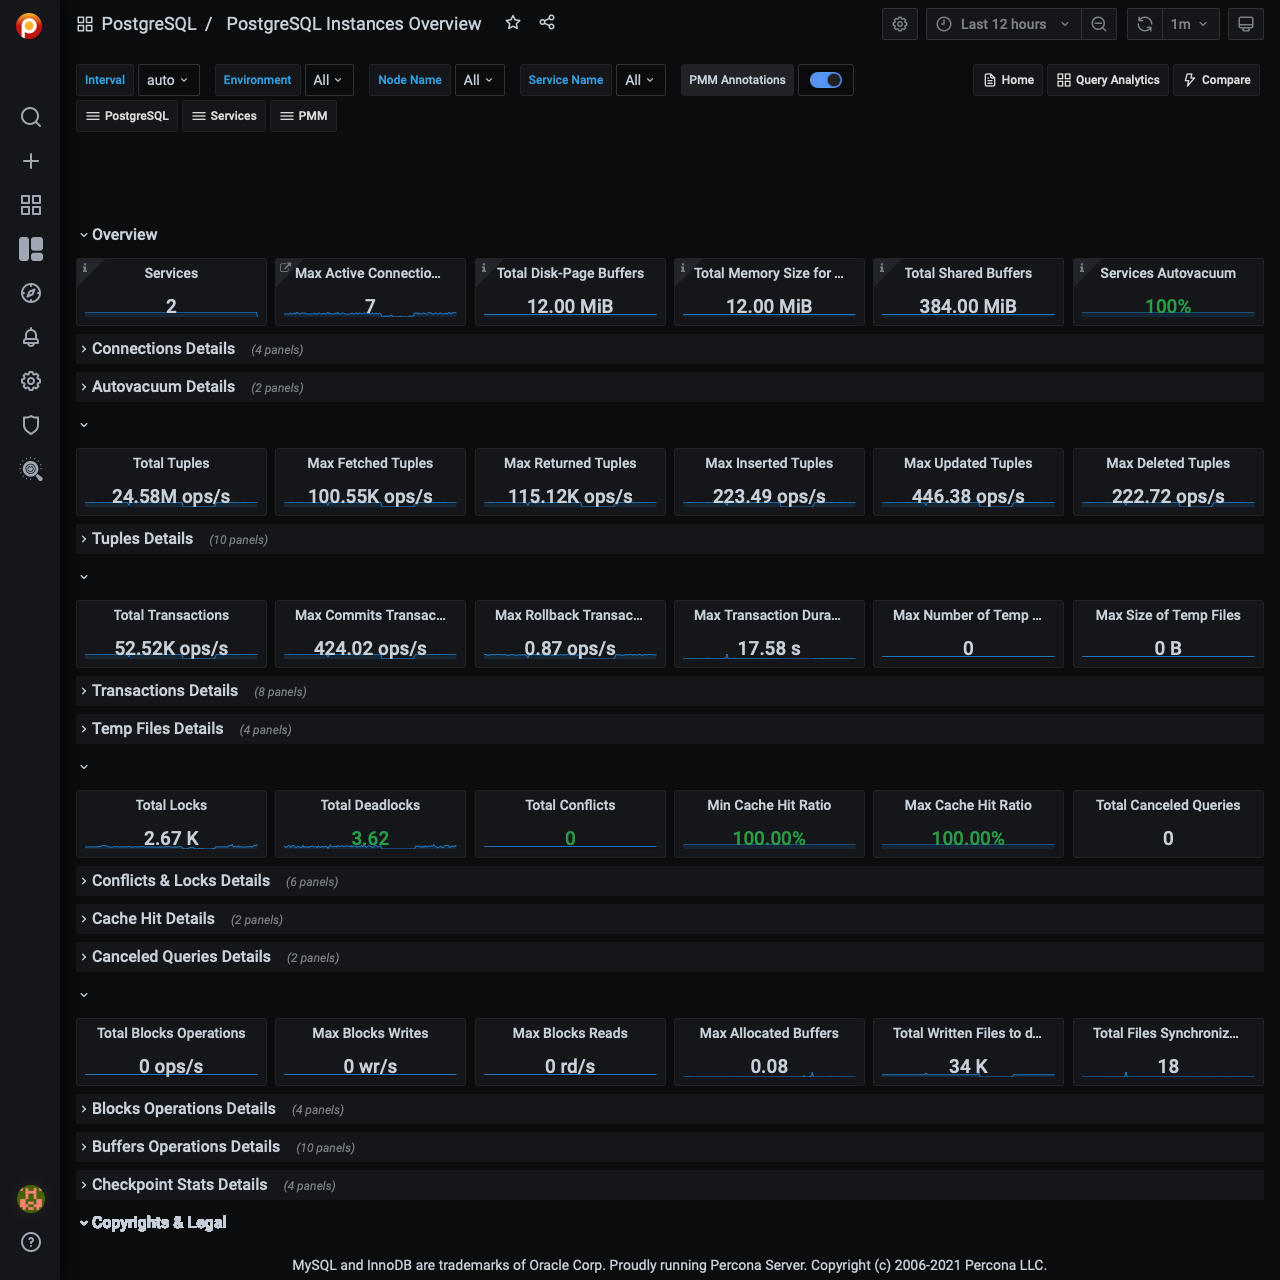 PostgreSQL / PostgreSQL Instances Overview
Last 12 hours
1m
Interval auto Environment All Node Name All Service Name All PMM Annotations
Home Query Analytics Compare
PostgreSQL Services PMM
Overview
Services Max Active Connectio... Total Disk-Page Buffers Total Memory Size for ... Total Shared Buffers Services Autovacuum
2 7 12.00 MiB 12.00 MiB 384.00 MiB 100%
Connections Details (4 panels)
Autovacuum Details (2 panels)
Total Tuples Max Fetched Tuples Max Returned Tuples Max Inserted Tuples Max Updated Tuples Max Deleted Tuples
24.58M ops/s 100.55K ops/s 115.12K ops/s 223.49 ops/s 446.38 ops/s 222.72 ops/s
Tuples Details (10 panels)
Total Transactions Max Commits Transac... Max Rollback Transac... Max Transaction Dura... Max Number of Temp ... Max Size of Temp Files
52.52K ops/s 424.02 ops/s 0.87 ops/s 17.58 s 0 0 B
Transactions Details (8 panels)
Temp Files Details (4 panels)
Total Locks Total Deadlocks Total Conflicts Min Cache Hit Ratio Max Cache Hit Ratio Total Canceled Queries
2.67 K 3.62 0 100.00% 100.00% 0
Conflicts & Locks Details (6 panels)
Cache Hit Details (2 panels)
Canceled Queries Details (2 panels)
Total Blocks Operations Max Blocks Writes Max Blocks Reads Max Allocated Buffers Total Written Files to d... Total Files Synchroniz...
0 ops/s 0 wr/s 0 rd/s 0.08 34 K 18
Blocks Operations Details (4 panels)
Buffers Operations Details (10 panels)
Checkpoint Stats Details (4 panels)
Copyrights & Legal
MySQL and InnoDB are trademarks of Oracle Corp. Proudly running Percona Server. Copyright (c) 2006-2021 Percona LLC.